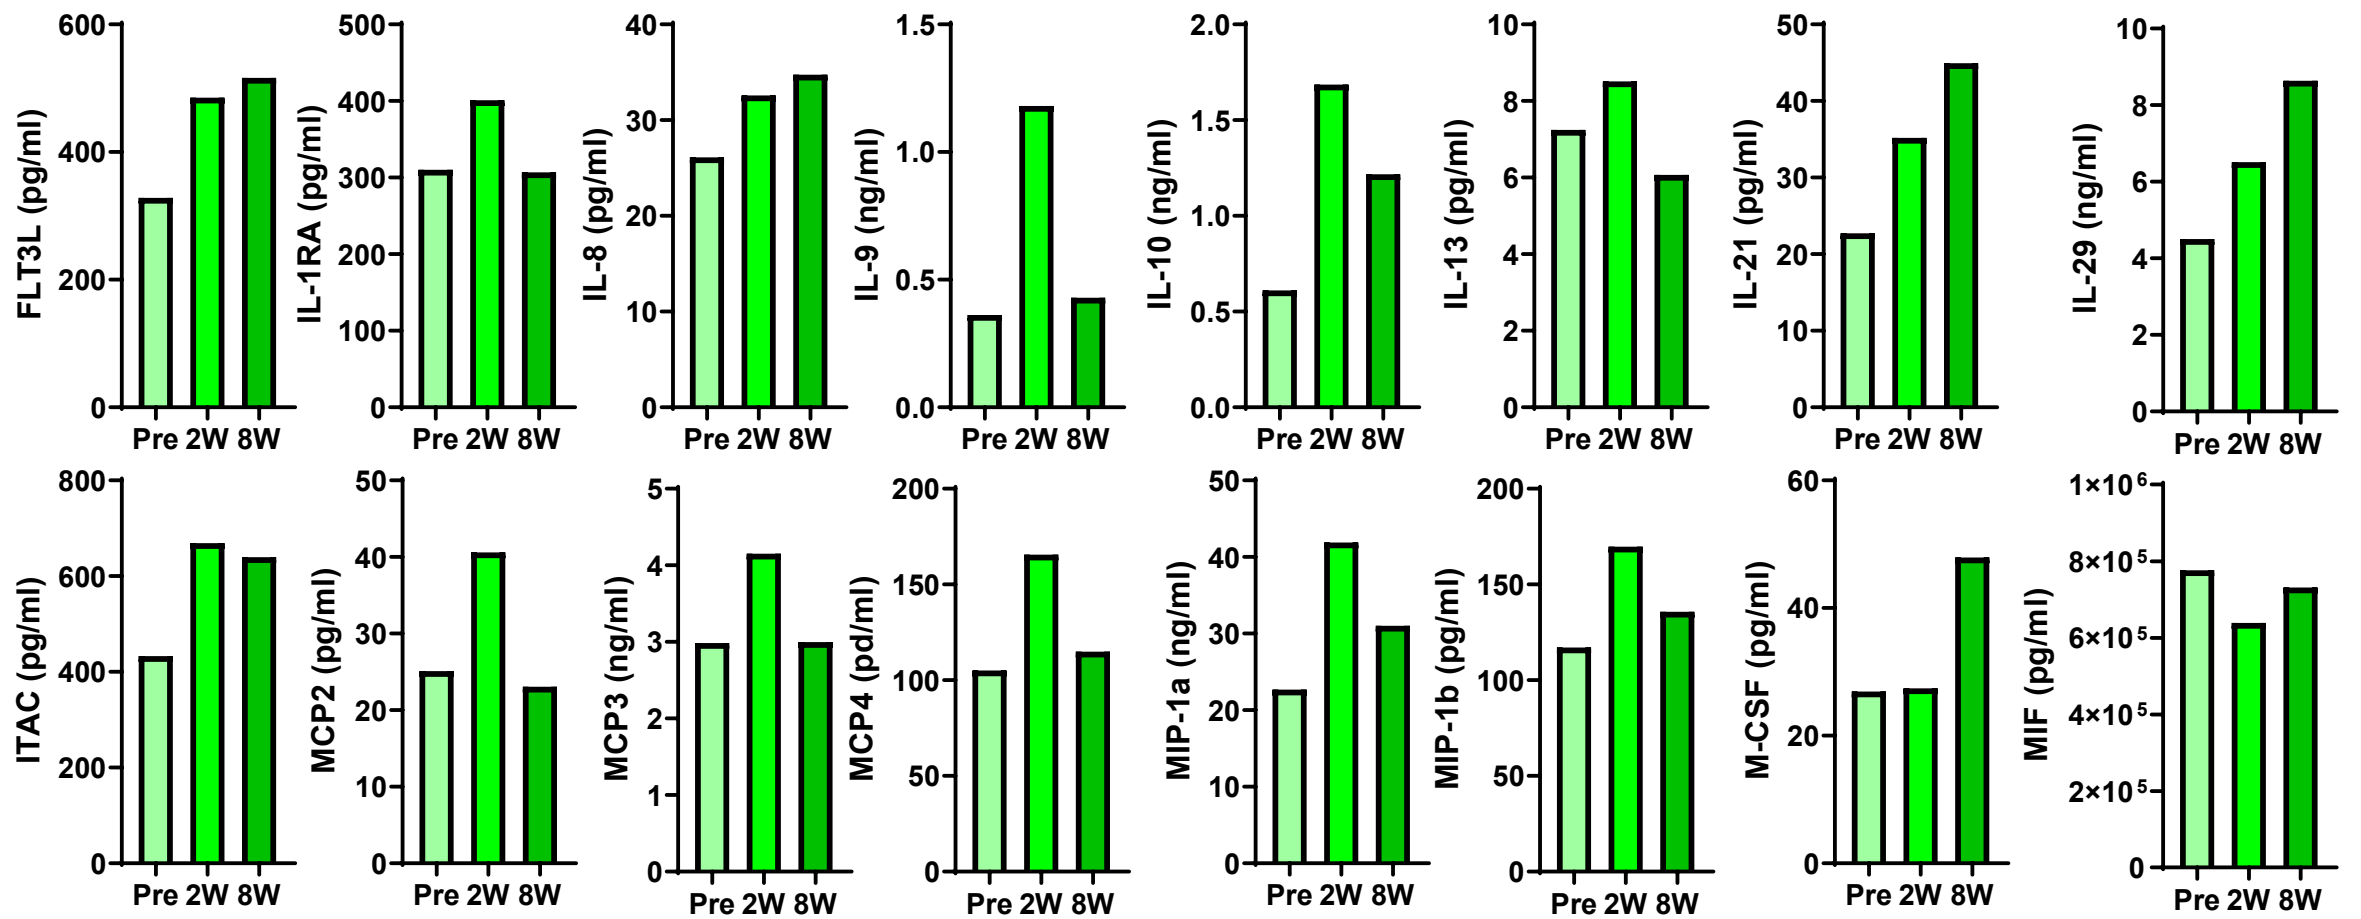 FLT3L (pg/ml)
600
400
200
0
Pre 2W 8W
IL-1RA (pg/ml)
500
400
300
200
100
0
Pre 2W 8W
IL-8 (pg/ml)
40
30
20
10
0
Pre 2W 8W
IL-9 (ng/ml)
1.5
1.0
0.5
0.0
Pre 2W 8W
IL-10 (ng/ml)
2.0
1.5
1.0
0.5
0.0
Pre 2W 8W
IL-13 (pg/ml)
10
8
6
4
2
0
Pre 2W 8W
IL-21 (pg/ml)
50
40
30
20
10
0
Pre 2W 8W
IL-29 (ng/ml)
10
8
6
4
2
0
Pre 2W 8W
ITAC (pg/ml)
800
600
400
200
0
Pre 2W 8W
MCP2 (pg/ml)
50
40
30
20
10
0
Pre 2W 8W
MCP3 (ng/ml)
5
4
3
2
1
0
Pre 2W 8W
MCP4 (pd/ml)
200
150
100
50
0
Pre 2W 8W
MIP-1a (ng/ml)
50
40
30
20
10
0
Pre 2W 8W
MIP-1b (pg/ml)
200
150
100
50
0
Pre 2W 8W
M-CSF (pg/ml)
60
40
20
0
Pre 2W 8W
MIF (pg/ml)
1×10⁶
8×10⁵
6×10⁵
4×10⁵
2×10⁵
0
Pre 2W 8W